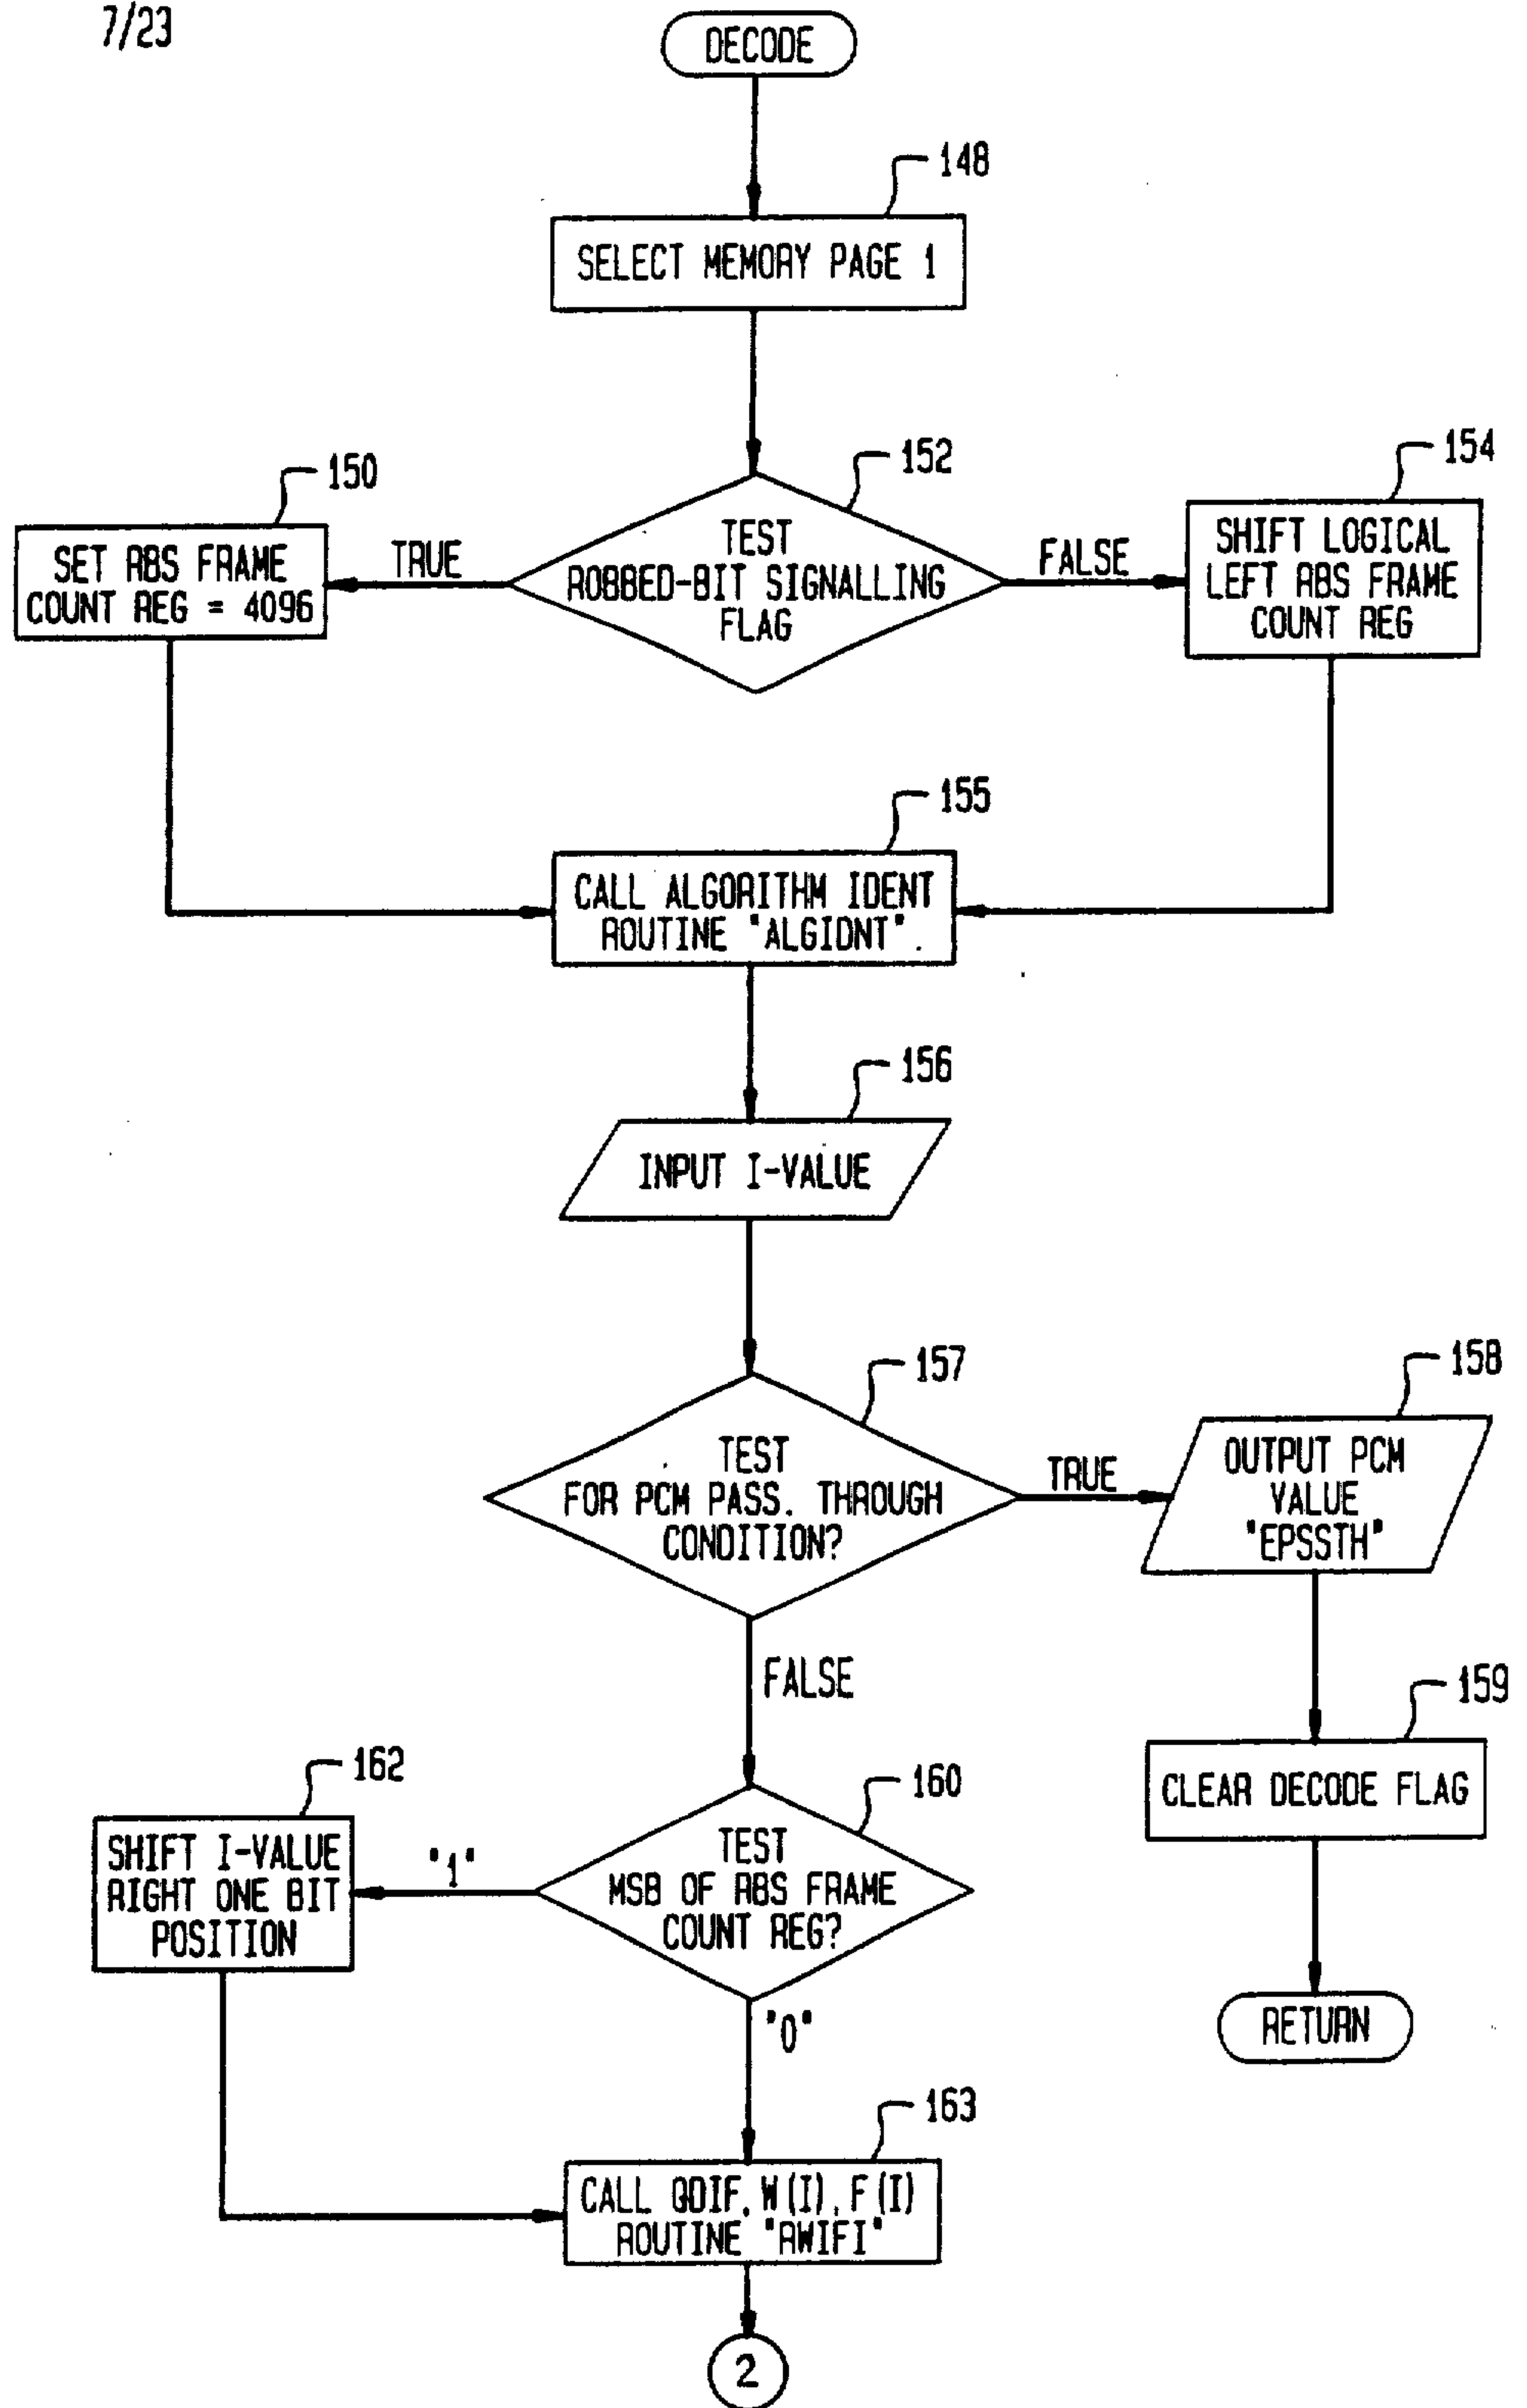 7/23
DECODE
148
SELECT MEMORY PAGE 1
150
152
154
SET RBS FRAME
COUNT REG = 4096
TRUE
TEST
ROBBED-BIT SIGNALLING
FLAG
FALSE
SHIFT LOGICAL
LEFT RBS FRAME
COUNT REG
155
CALL ALGORITHM IDENT
ROUTINE "ALGIDNT".
156
INPUT I-VALUE
157
158
TEST
FOR PCM PASS. THROUGH
CONDITION?
TRUE
OUTPUT PCM
VALUE
"EPSSTH"
FALSE
159
CLEAR DECODE FLAG
160
162
SHIFT I-VALUE
RIGHT ONE BIT
POSITION
"1"
TEST
MSB OF RBS FRAME
COUNT REG?
"0"
RETURN
163
CALL QDIF, W(I), F(I)
ROUTINE "RWIFI"
2